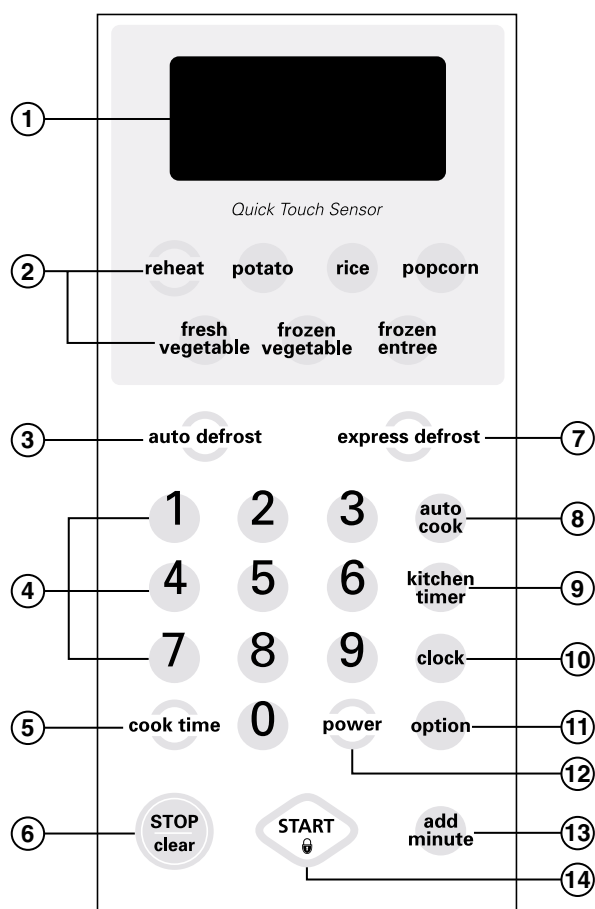 1
Quick Touch Sensor
2 reheat potato rice popcorn
fresh vegetable frozen vegetable frozen entree
3 auto defrost express defrost 7
1 2 3 auto cook 8
4 4 5 6 kitchen timer 9
7 8 9 clock 10
5 cook time 0 power option 11
12
6 STOP clear START add minute 13
14